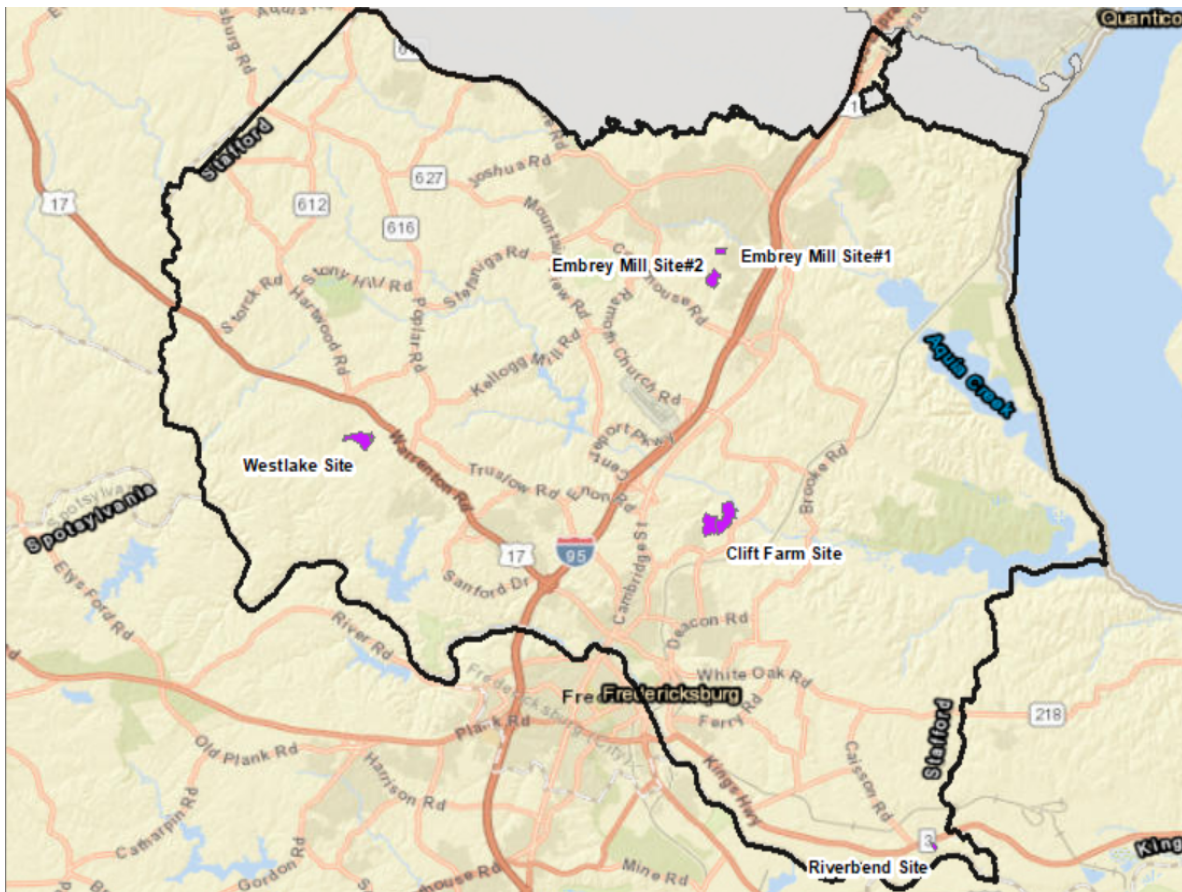 Quantico
1
Stafford
17
627
612
616
Joshua Rd
Mountain View Rd
Embrey Mill Site#2
Embrey Mill Site#1
Courthouse Rd
Stefaniga Rd
Stony Hill Rd
Storck Rd
Hartwood Rd
Poplar Rd
Ramoth Church Rd
Kellogg Mill Rd
Aquia Creek
Westlake Site
Warrenton Rd
Truslow Rd
Enon Rd
Centreport Pkwy
Brooke Rd
Spotsylvania
Spotsylvania
Elys Ford Rd
Clift Farm Site
17
95
Cambridge St
Sanford Dr
River Rd
Deacon Rd
White Oak Rd
Fredericksburg
Fredericksburg (City)
Ferry Rd
218
Stafford
Plank Rd
Old Plank Rd
Harrison Rd
Kings Hwy
Caisson Rd
Catharpin Rd
Gordon Rd
Mine Rd
3
Riverbend Site
King